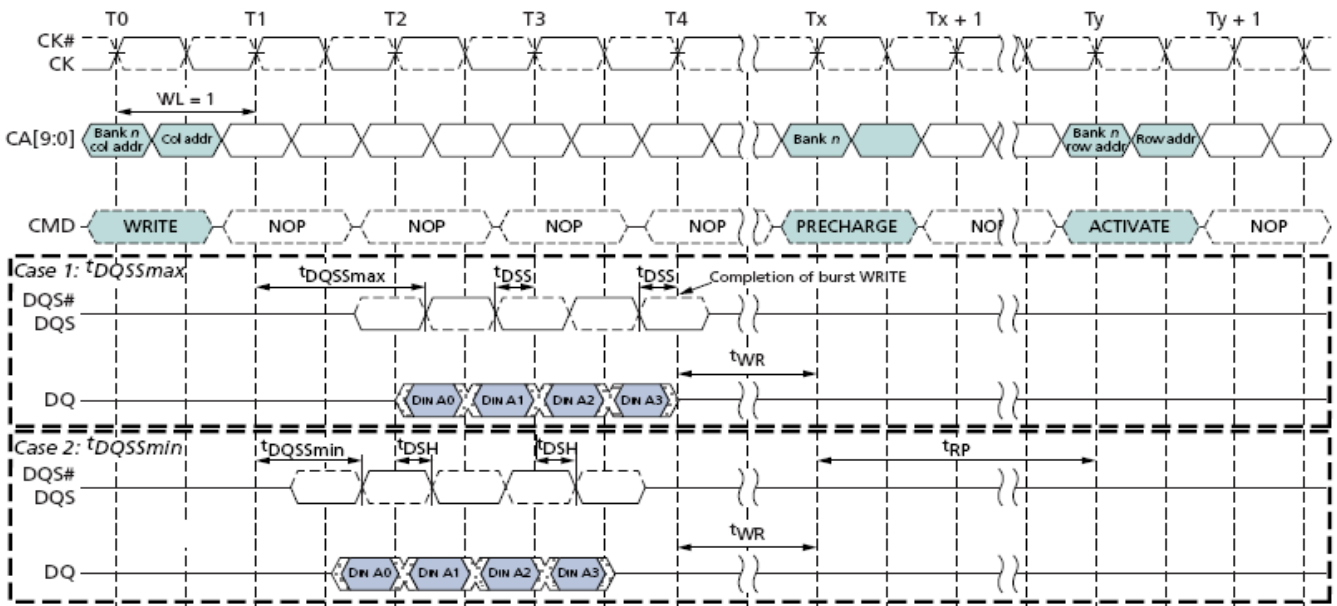 T0 T1 T2 T3 T4 Tx Tx + 1 Ty Ty + 1
CK#
CK
WL = 1
CA[9:0] Bank n col addr Col addr Bank n Bank n row addr Row addr
CMD WRITE NOP NOP NOP NOP PRECHARGE NOP ACTIVATE NOP
Case 1: tDQSSmax
tDQSSmax tDSS tDSS Completion of burst WRITE
DQS#
DQS
tWR
DQ DIN A0 DIN A1 DIN A2 DIN A3
Case 2: tDQSSmin
tDQSSmin tDSH tDSH tRP
DQS#
DQS
tWR
DQ DIN A0 DIN A1 DIN A2 DIN A3